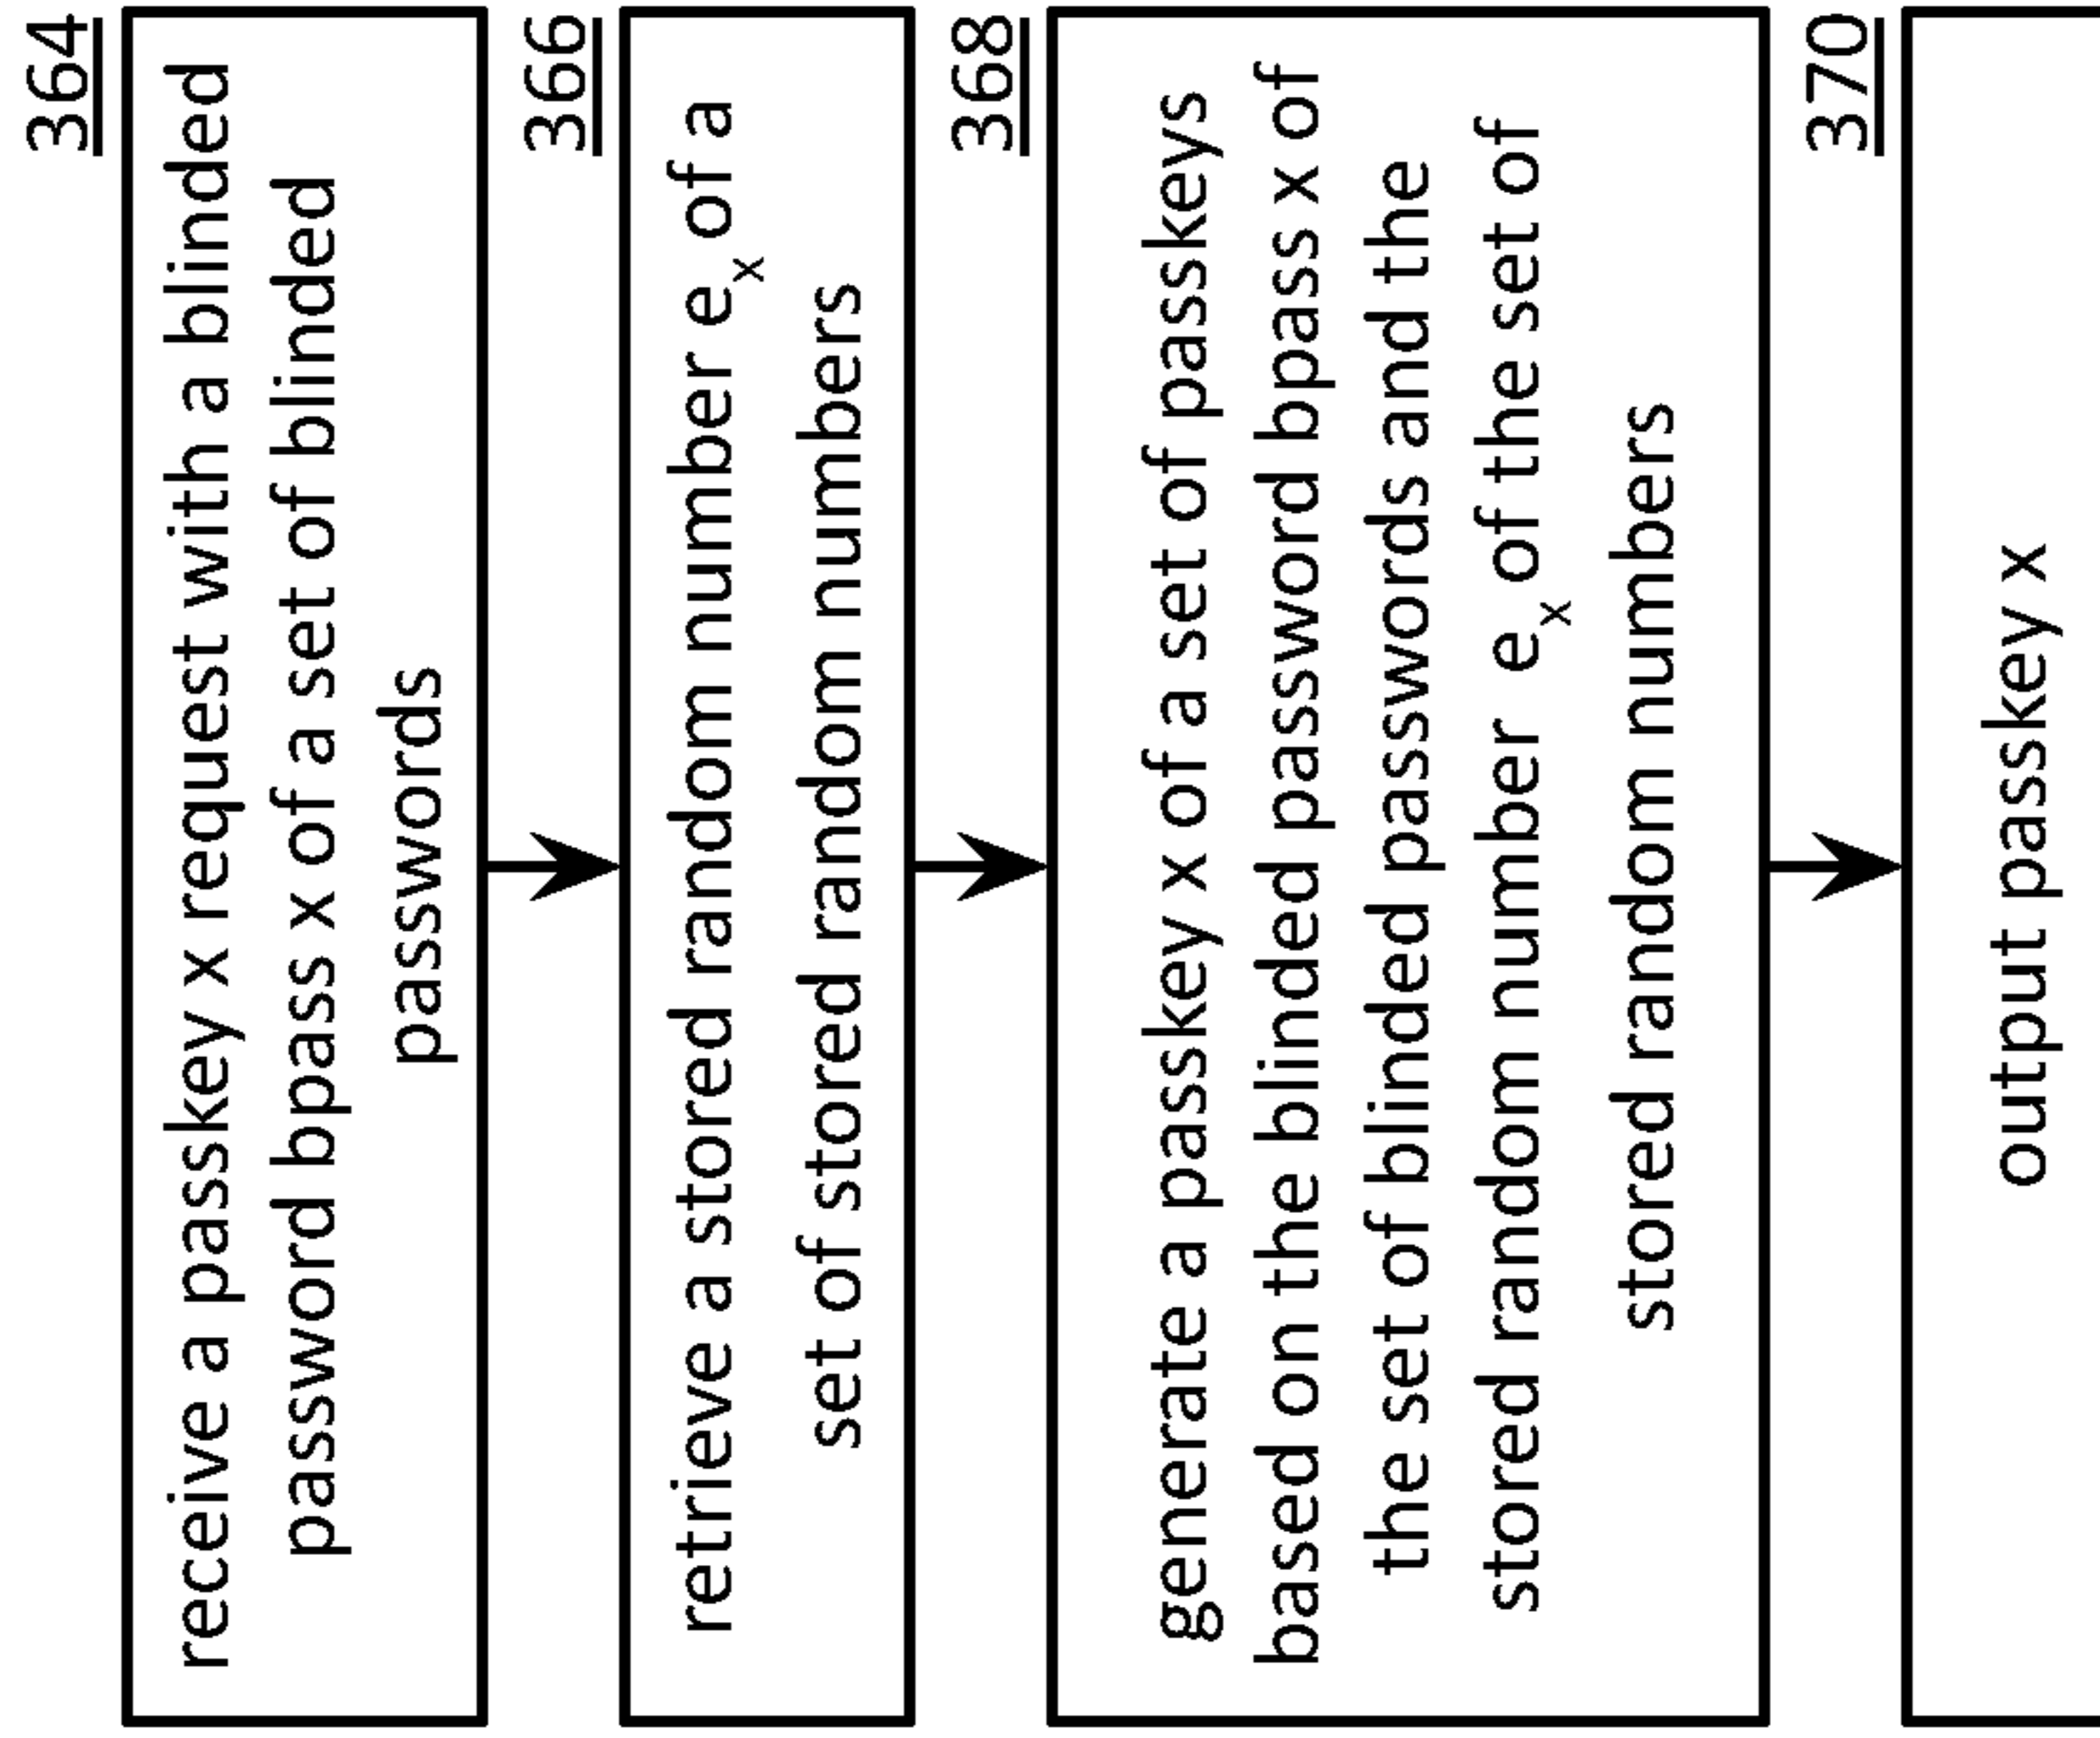 364
receive a passkey x request with a blinded
password bpass x of a set of blinded
passwords
366
retrieve a stored random number ex of a
set of stored random numbers
368
generate a passkey x of a set of passkeys
based on the blinded password bpass x of
the set of blinded passwords and the
stored random number ex of the set of
stored random numbers
370
output passkey x